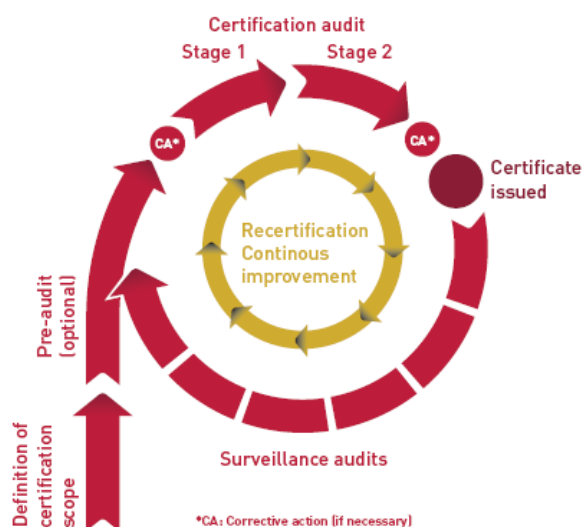 Certification audit
Stage 1
Stage 2
CA*
CA*
Certificate
issued
Recertification
Continous
improvement
Pre-audit
(optional)
Definition of
certification
scope
Surveillance audits
*CA: Corrective action (if necessary)